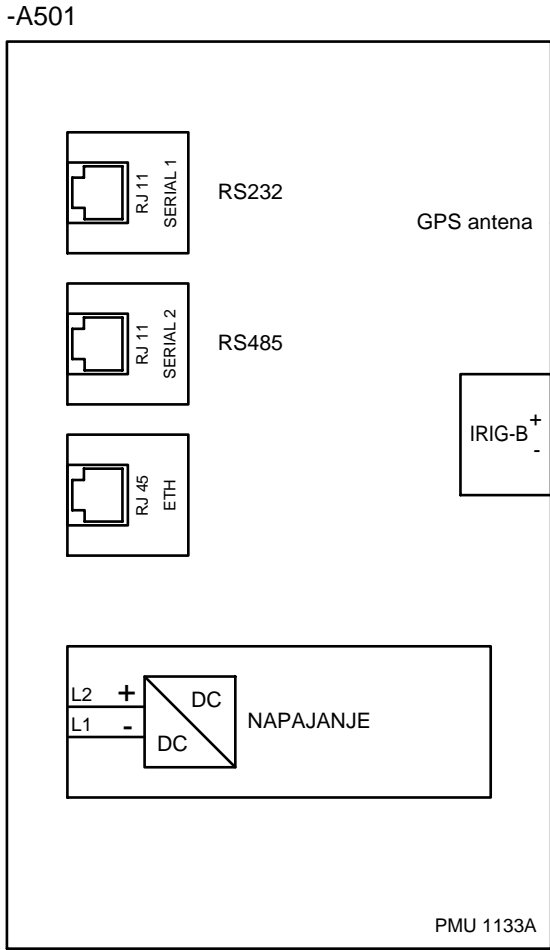 -A501
RJ 11
SERIAL 1
RS232
GPS antena
RJ 11
SERIAL 2
RS485
IRIG-B
+
-
RJ 45
ETH
L2 +
L1 -
DC
DC
NAPAJANJE
PMU 1133A